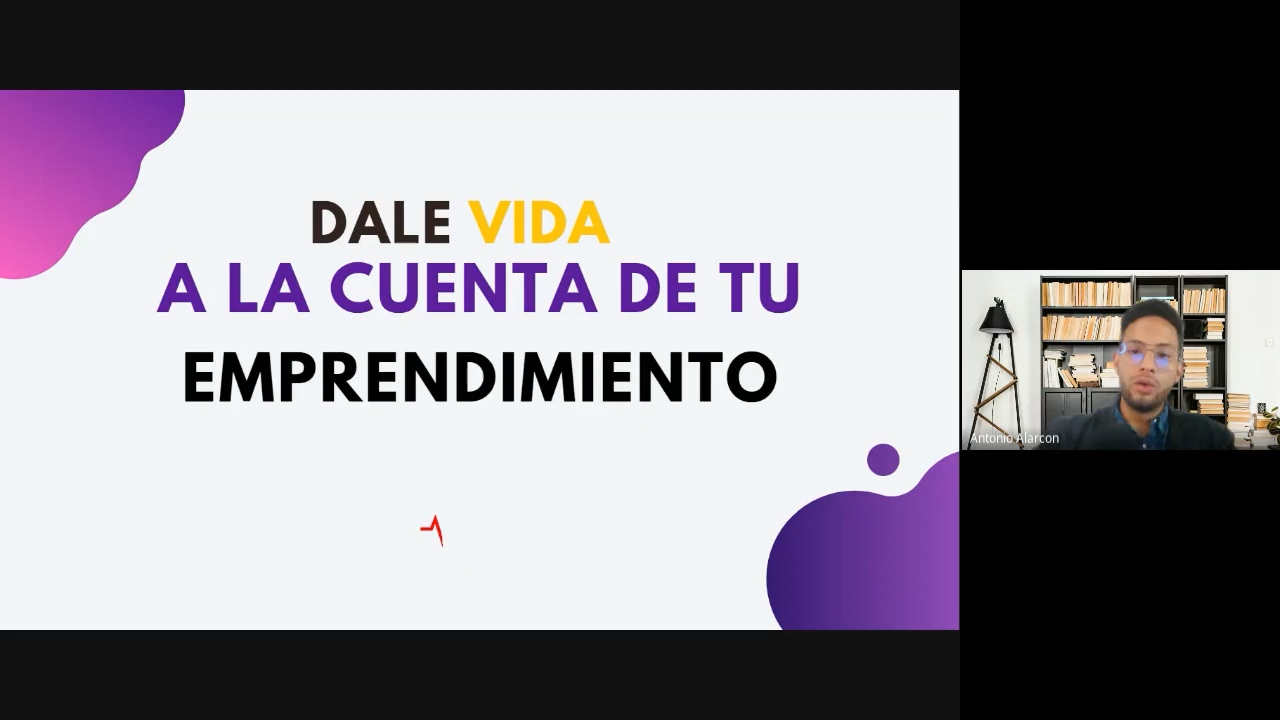 DALE VIDA
A LA CUENTA DE TU
EMPRENDIMIENTO
Antonio Alarcon